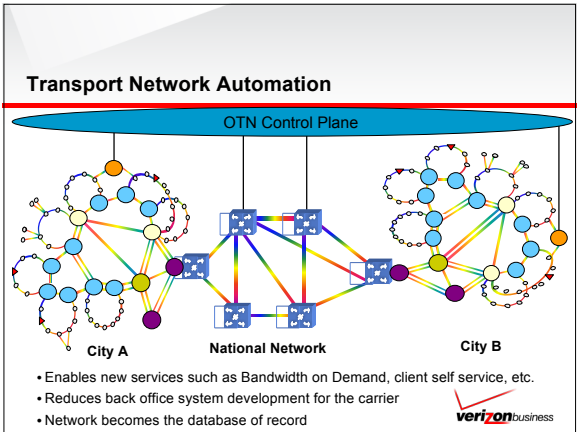 Transport Network Automation
OTN Control Plane
City A
National Network
City B
• Enables new services such as Bandwidth on Demand, client self service, etc.
• Reduces back office system development for the carrier
• Network becomes the database of record
verizonbusiness